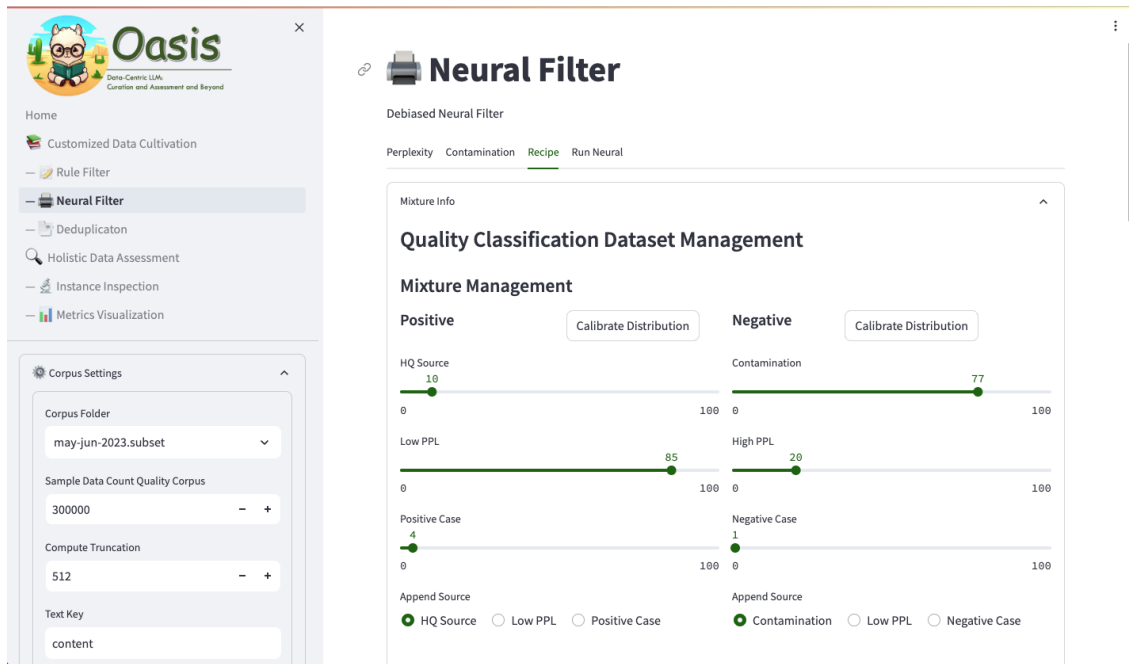 Oasis
Data-Centric LLM:
Curation and Assessment and Beyond
Home
Customized Data Cultivation
— Rule Filter
— Neural Filter
— Deduplicaton
Holistic Data Assessment
— Instance Inspection
— Metrics Visualization
Corpus Settings
Corpus Folder
may-jun-2023.subset
Sample Data Count Quality Corpus
300000 - +
Compute Truncation
512 - +
Text Key
content
Neural Filter
Debiased Neural Filter
Perplexity Contamination Recipe Run Neural
Mixture Info
Quality Classification Dataset Management
Mixture Management
Positive Calibrate Distribution
HQ Source
10
0 100
Low PPL
85
0 100
Positive Case
4
0 100
Append Source
HQ Source Low PPL Positive Case
Negative Calibrate Distribution
Contamination
77
0 100
High PPL
20
0 100
Negative Case
1
0 100
Append Source
Contamination Low PPL Negative Case